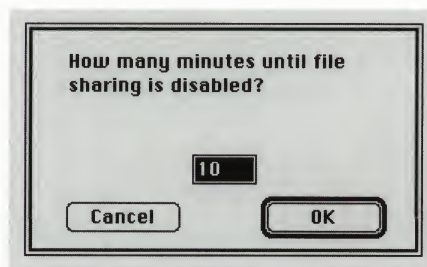 How many minutes until file
sharing is disabled?
10
Cancel
OK